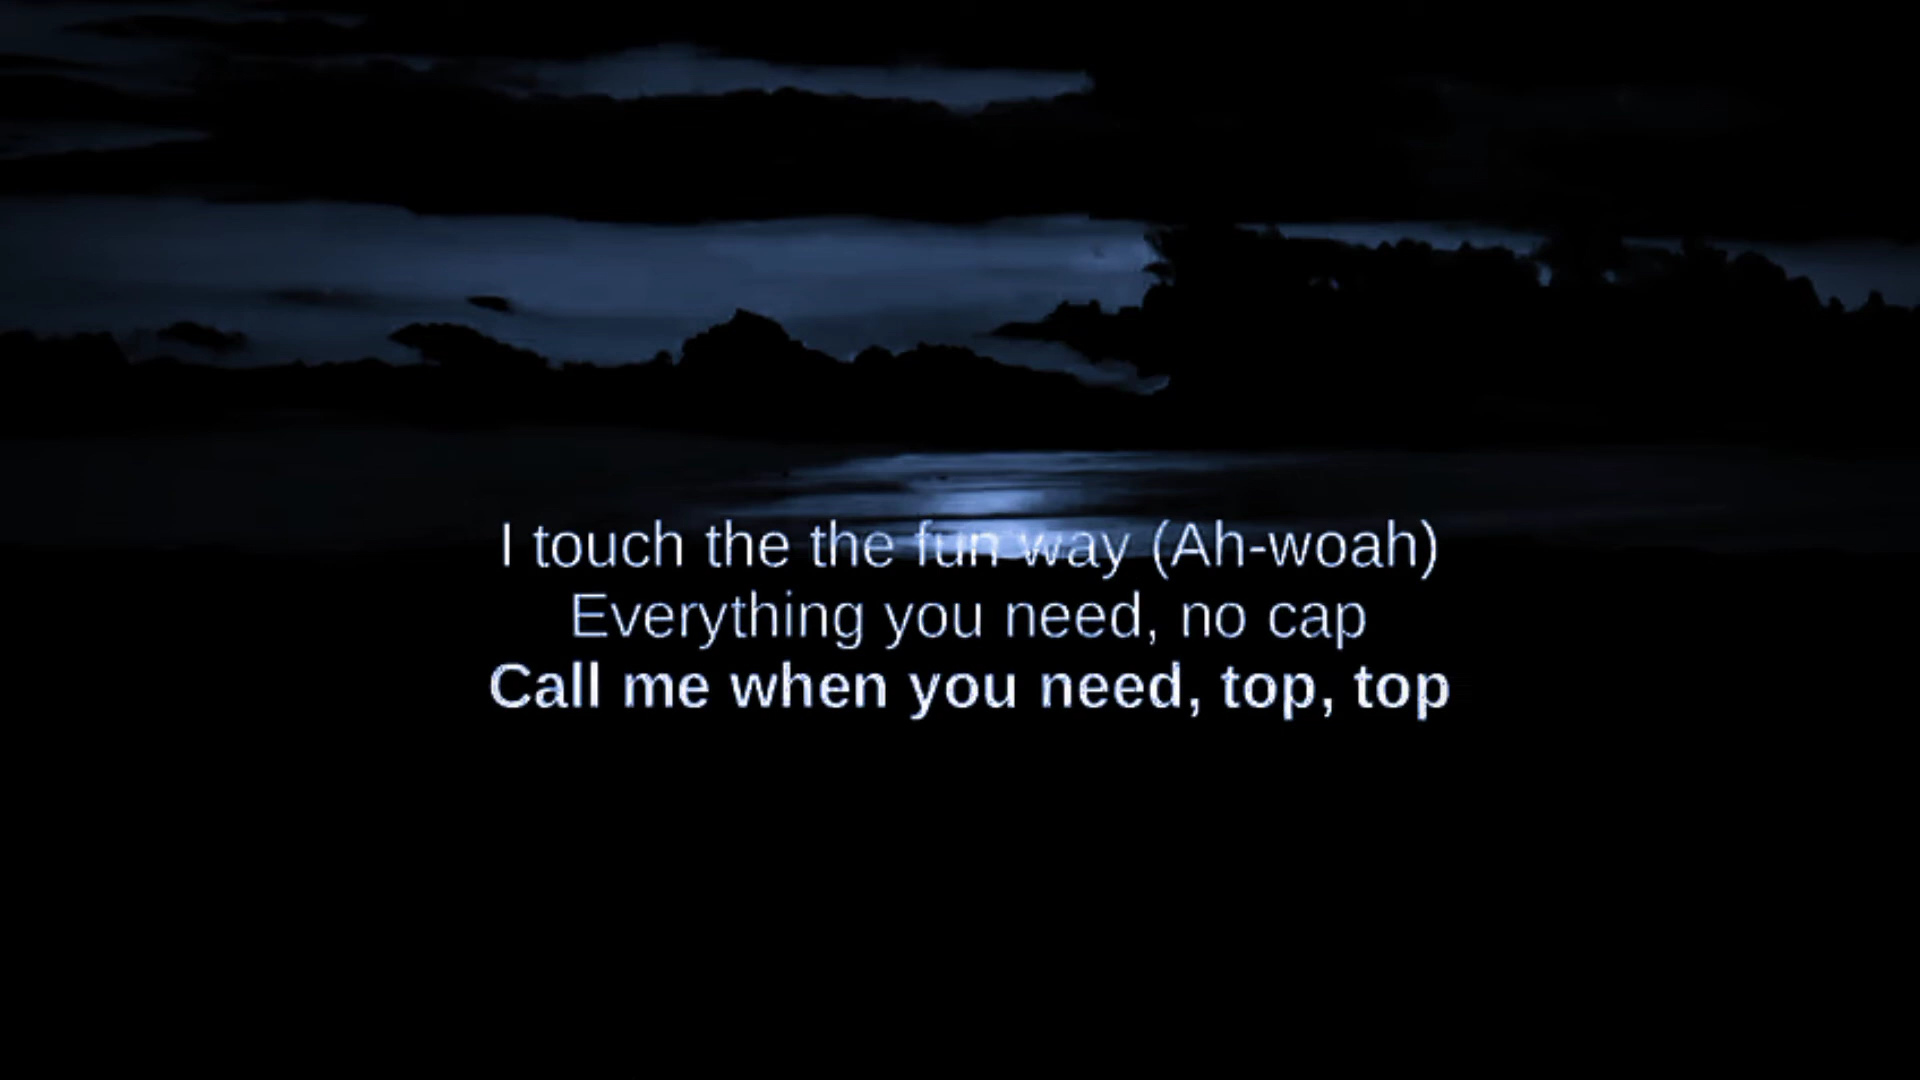 I touch the the fun way (Ah-woah)
Everything you need, no cap
Call me when you need, top, top